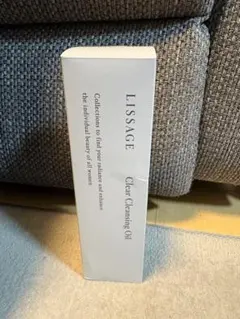 LISSAGE
Clear Cleansing Oil
Collections to find your radiance and enhance
the individual beauty of all women